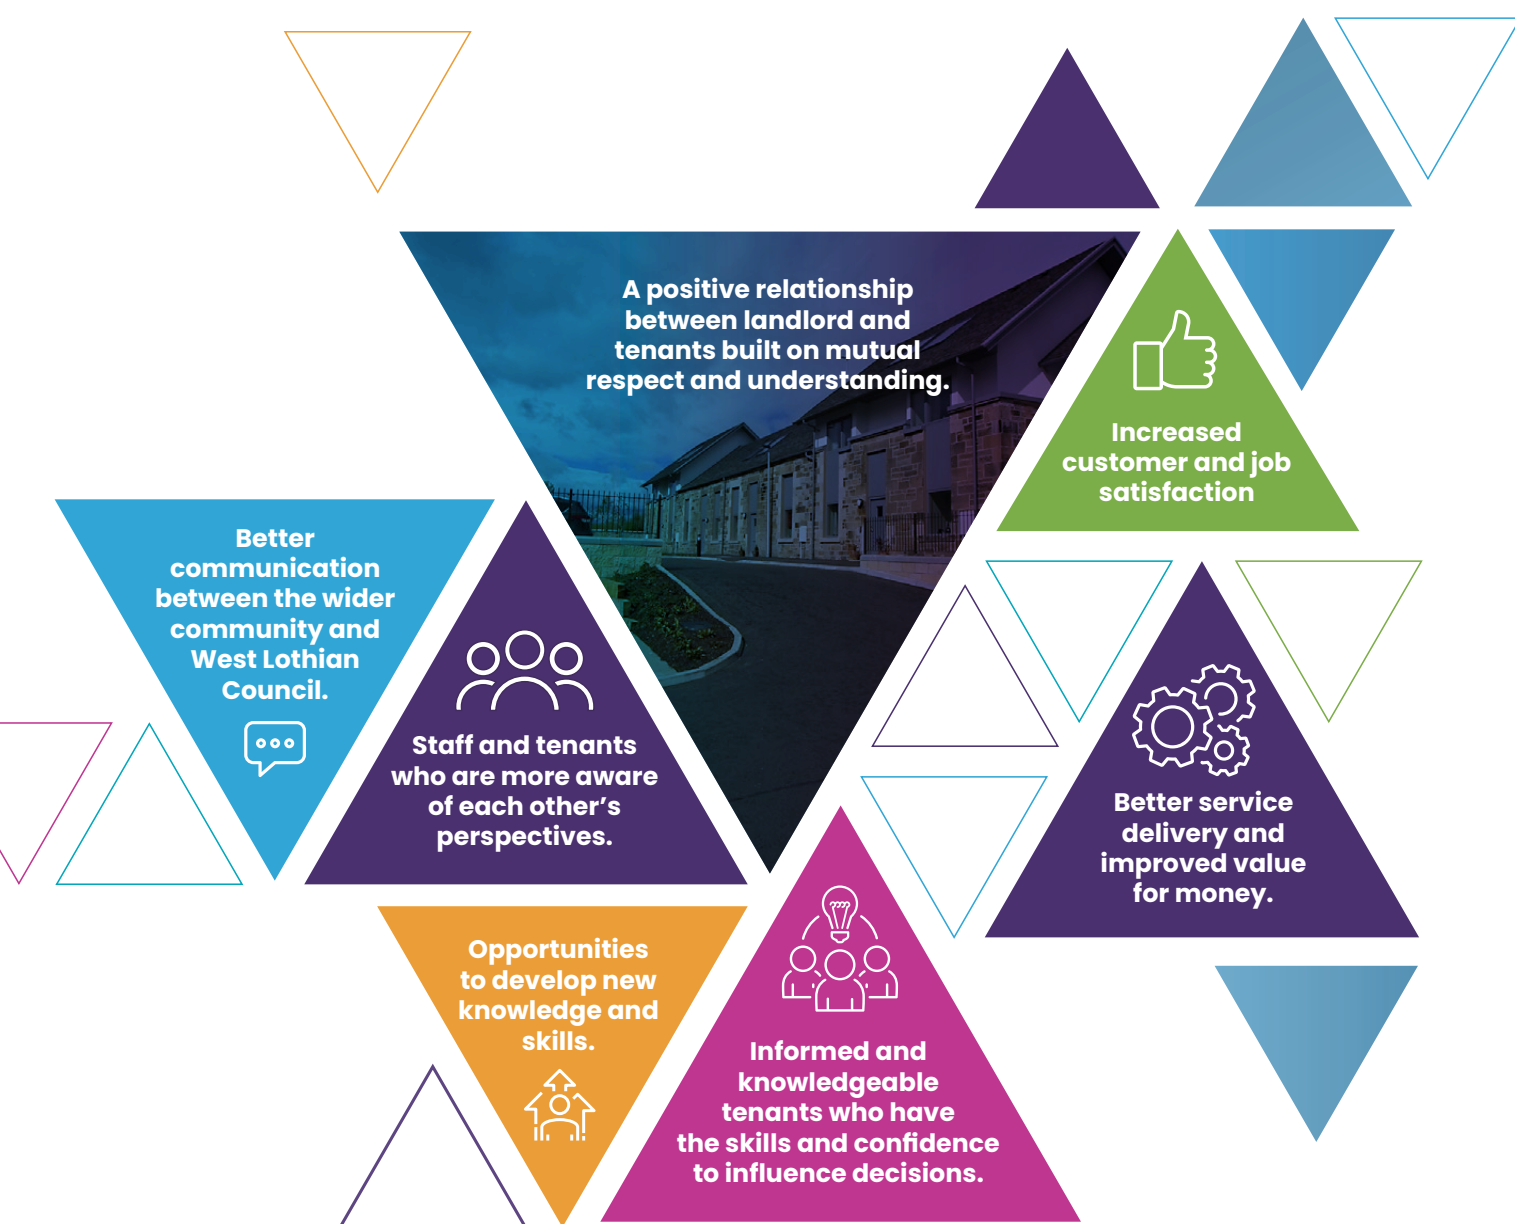 A positive relationship
between landlord and
tenants built on mutual
respect and understanding.
Increased
customer and job
satisfaction
Better
communication
between the wider
community and
West Lothian
Council.
Staff and tenants
who are more aware
of each other’s
perspectives.
Better service
delivery and
improved value
for money.
Opportunities
to develop new
knowledge and
skills.
Informed and
knowledgeable
tenants who have
the skills and confidence
to influence decisions.